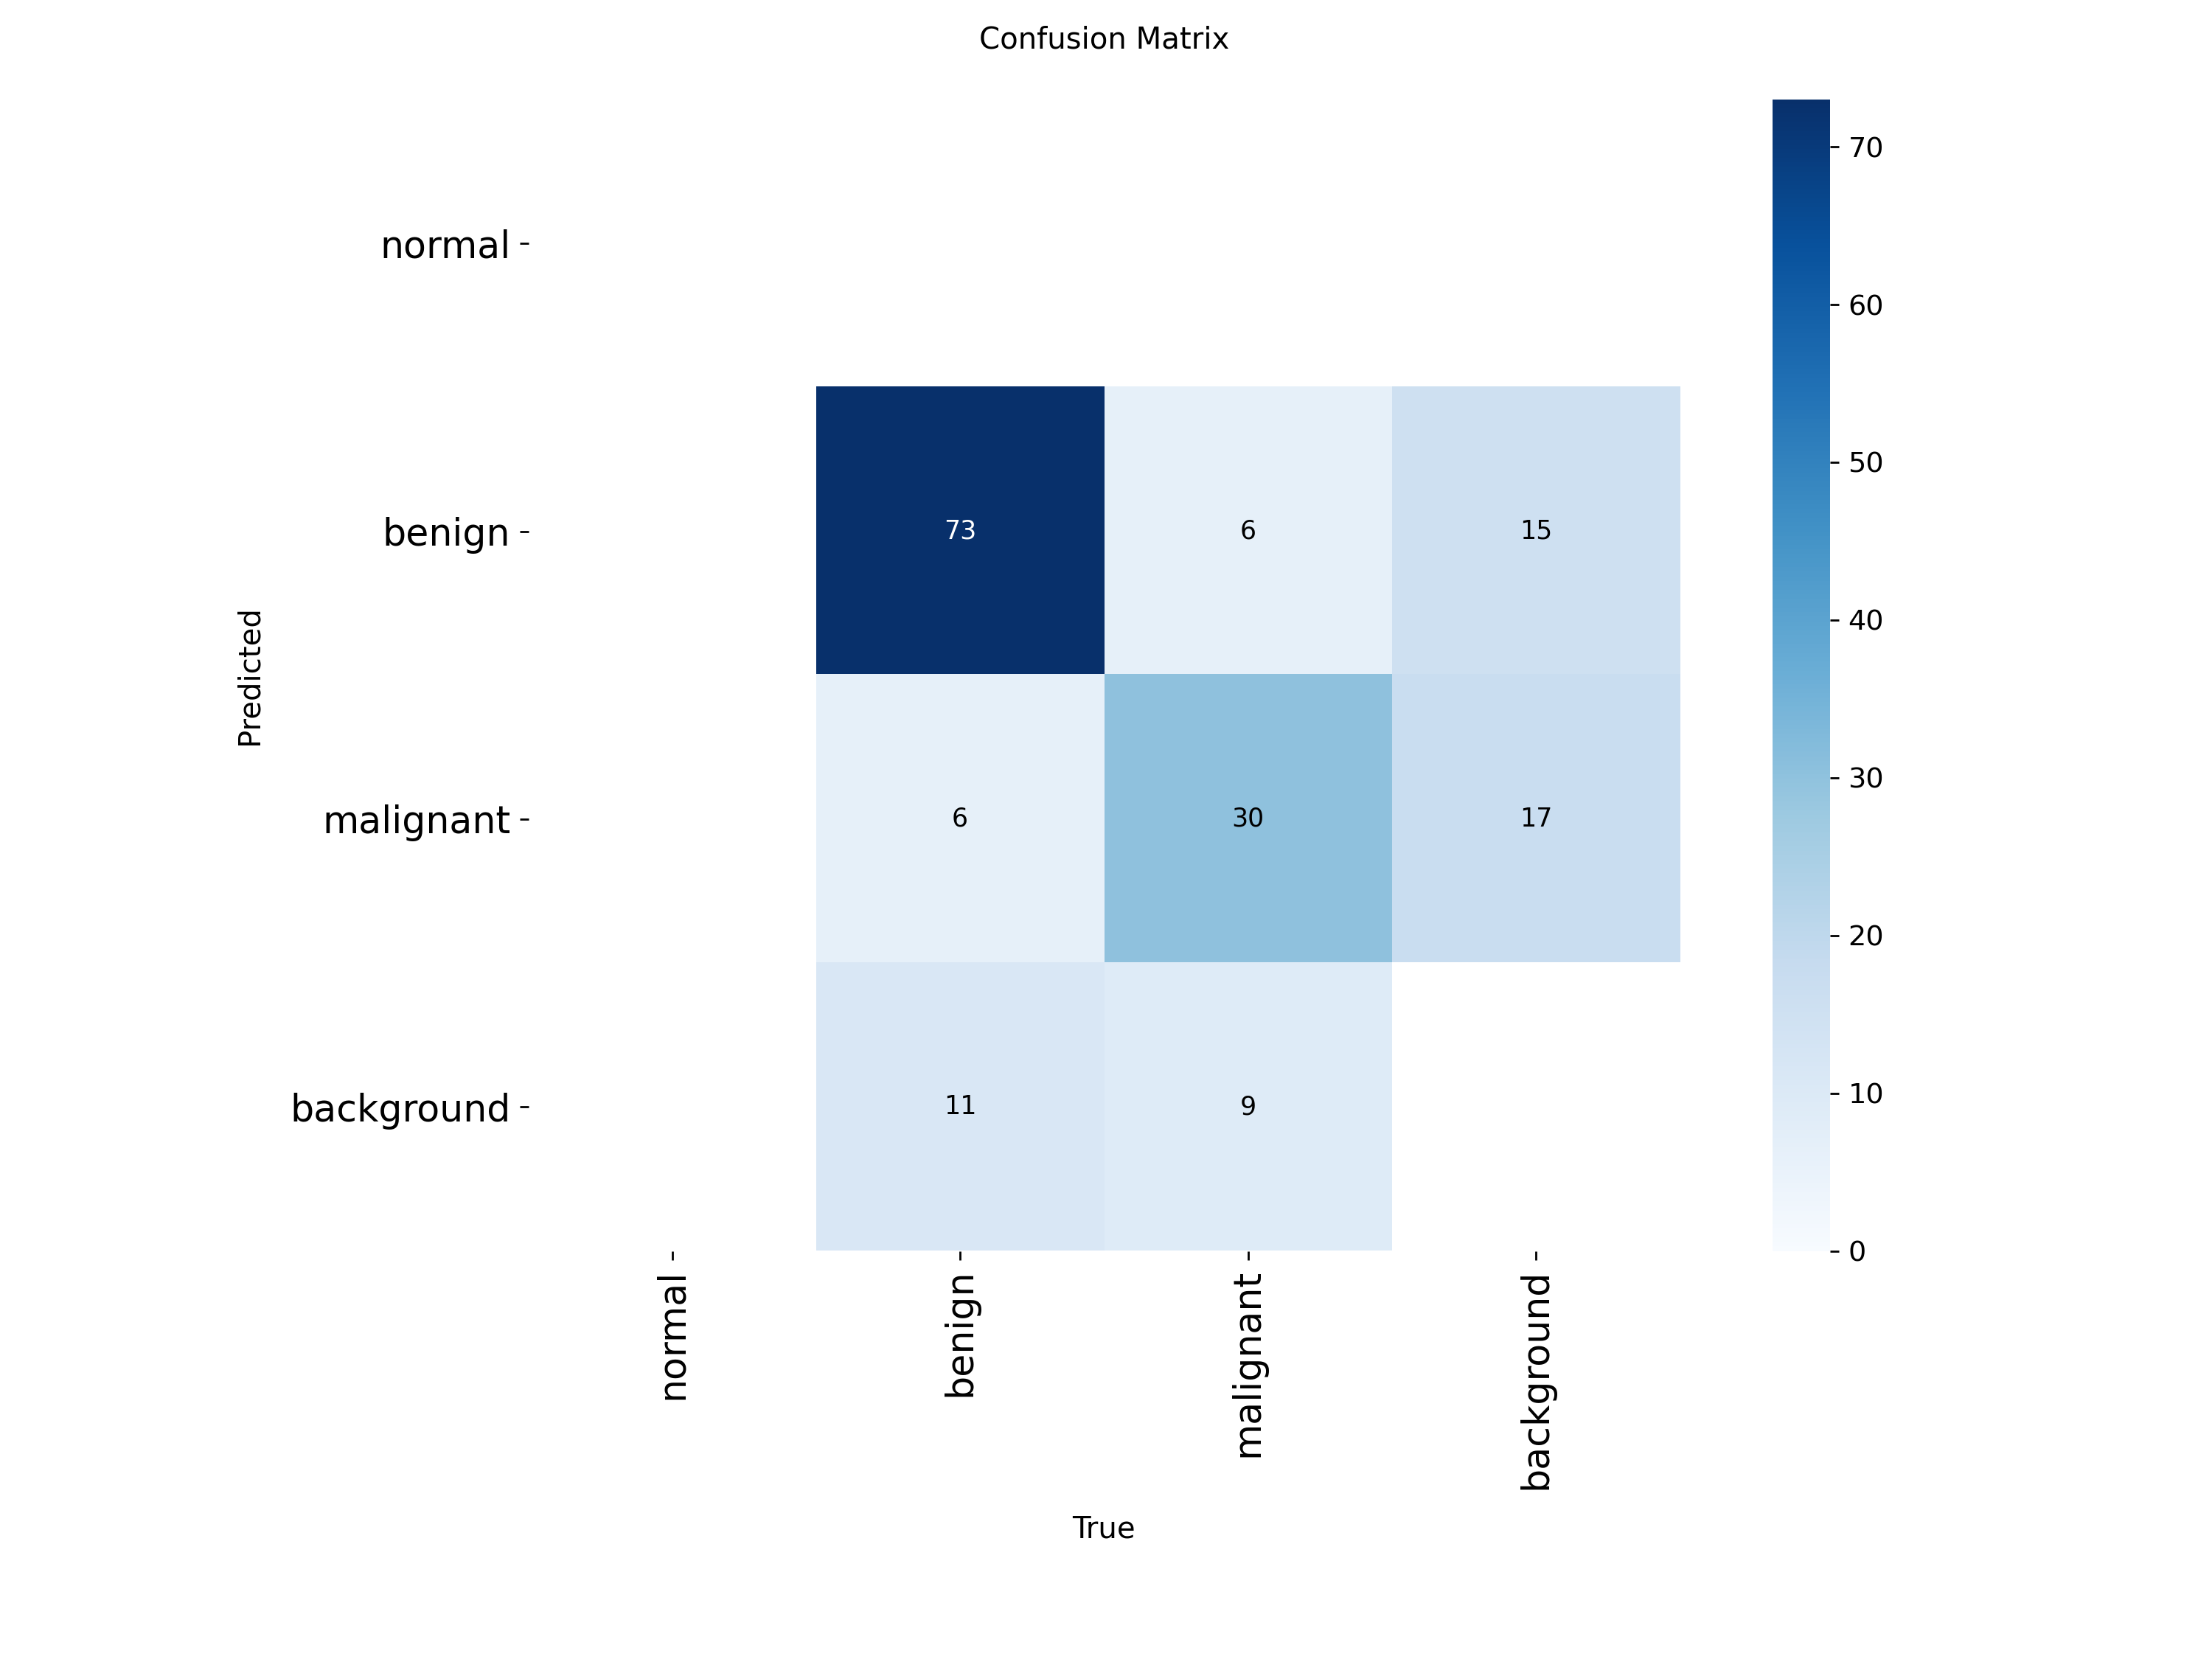 Confusion Matrix
normal
benign
malignant
background
Predicted
73 6 15
6 30 17
11 9
normal benign malignant background
True
70
60
50
40
30
20
10
0